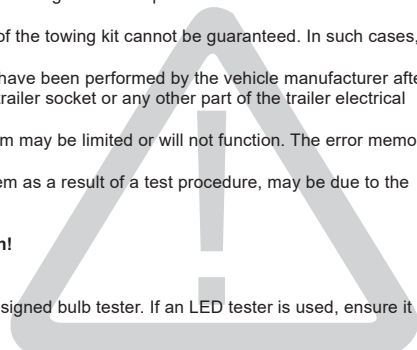 of the towing kit cannot be guaranteed. In such cases,
have been performed by the vehicle manufacturer afte
trailer socket or any other part of the trailer electrical
m may be limited or will not function. The error memo
em as a result of a test procedure, may be due to the
n!
signed bulb tester. If an LED tester is used, ensure it